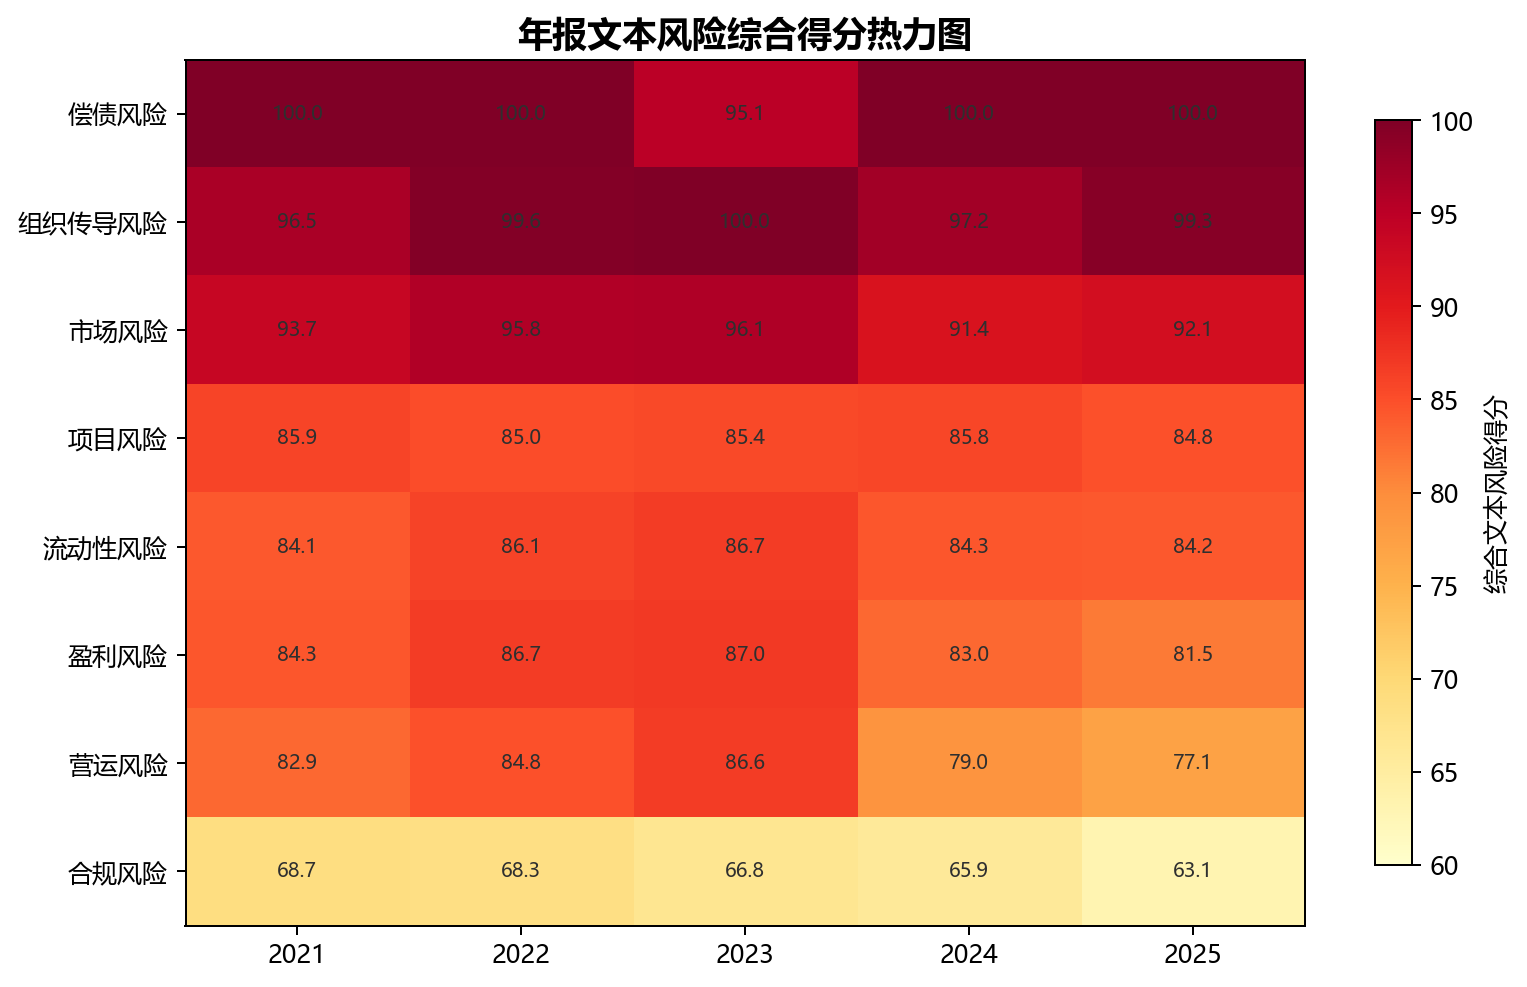 年报文本风险综合得分热力图
偿债风险 100.0 100.0 95.1 100.0 100.0
组织传导风险 96.5 99.8 100.0 97.2 99.3
市场风险 93.7 95.8 96.1 91.4 92.1
项目风险 85.9 85.0 85.4 85.8 84.8
流动性风险 84.1 86.1 86.7 84.3 84.2
盈利风险 84.3 86.7 87.0 83.0 81.5
营运风险 82.9 84.8 86.6 79.0 77.1
合规风险 68.7 68.3 66.8 65.9 63.1
2021 2022 2023 2024 2025
100
95
90
85
80
75
70
65
60
综合文本风险得分